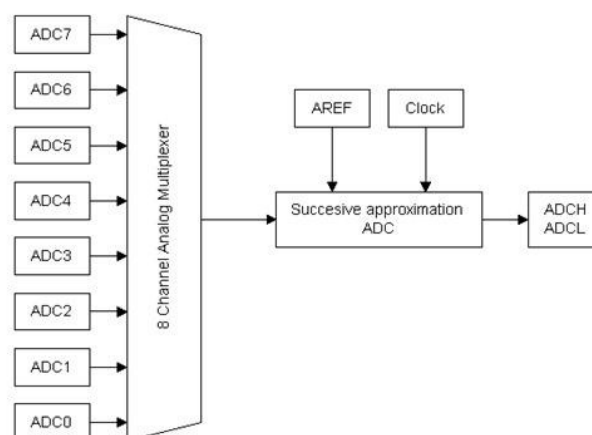 ADC7
ADC6
ADC5
ADC4
ADC3
ADC2
ADC1
ADC0
8 Channel Analog Multiplexer
AREF
Clock
Succesive approximation
ADC
ADCH
ADCL